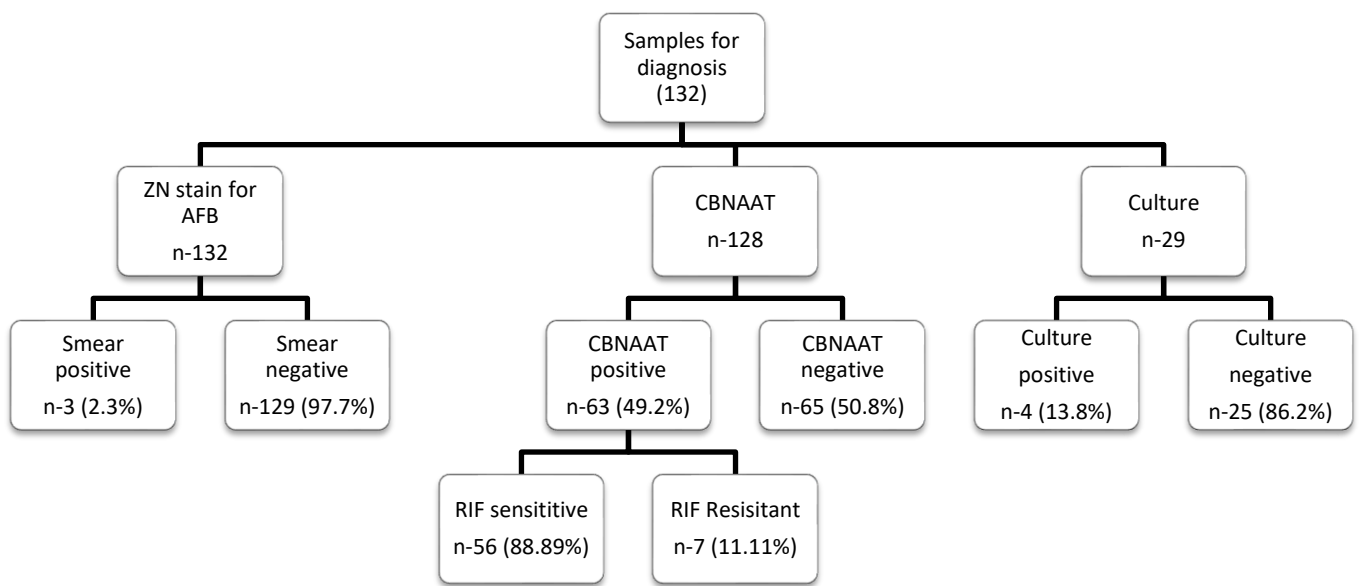 Samples for
diagnosis
(132)
ZN stain for
AFB
n-132
CBNAAT
n-128
Culture
n-29
Smear
positive
n-3 (2.3%)
Smear
negative
n-129 (97.7%)
CBNAAT
positive
n-63 (49.2%)
CBNAAT
negative
n-65 (50.8%)
Culture
positive
n-4 (13.8%)
Culture
negative
n-25 (86.2%)
RIF sensititive
n-56 (88.89%)
RIF Resisitant
n-7 (11.11%)